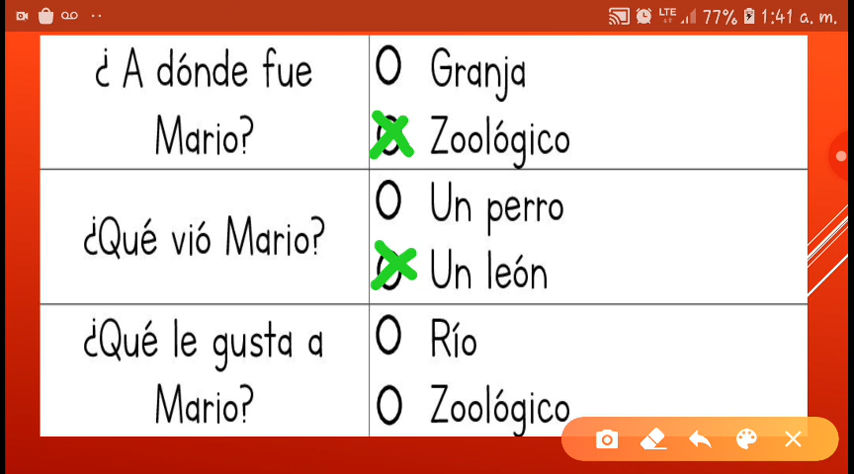 LTE 77% 1:41 a. m.
¿ A dónde fue
Mario?
Granja
Zoológico
¿Qué vió Mario?
Un perro
Un león
¿Qué le gusta a
Mario?
Río
Zoológico